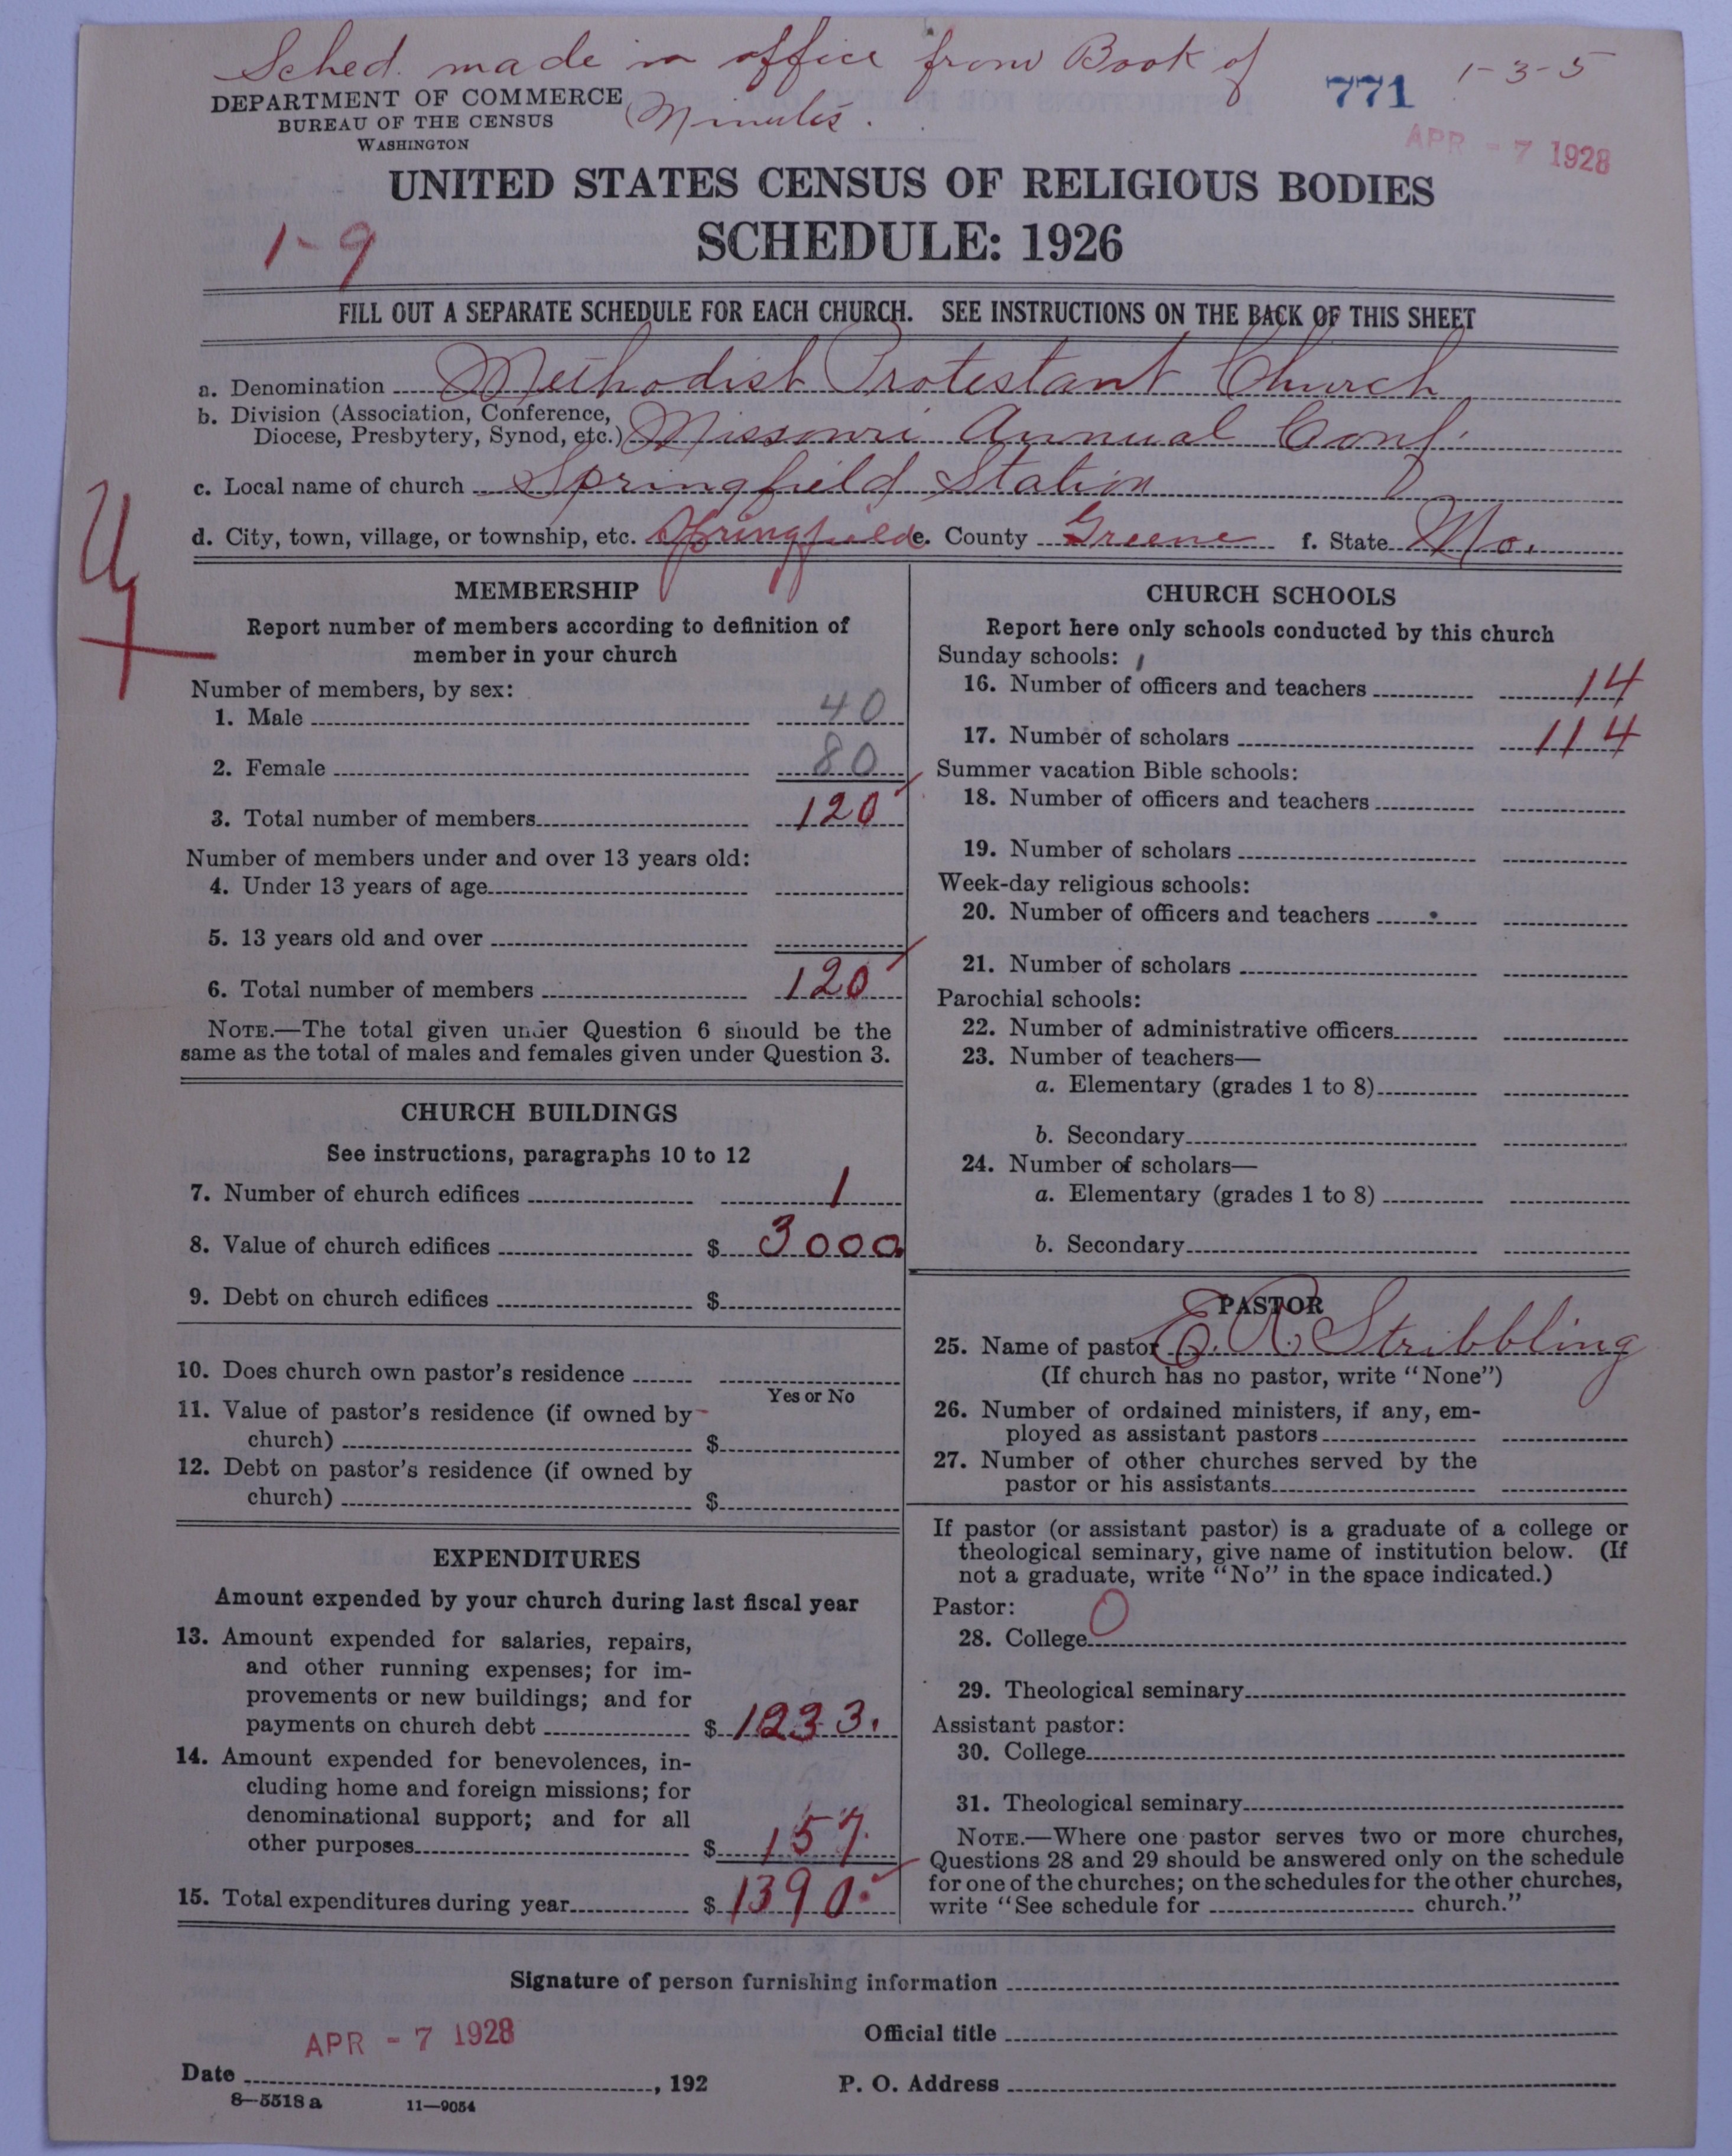 Sched. made in office from Book of
Minutes.
771 1-3-5
DEPARTMENT OF COMMERCE
BUREAU OF THE CENSUS
WASHINGTON
APR - 7 1928
UNITED STATES CENSUS OF RELIGIOUS BODIES
SCHEDULE: 1926
1-9
FILL OUT A SEPARATE SCHEDULE FOR EACH CHURCH. SEE INSTRUCTIONS ON THE BACK OF THIS SHEET
a. Denomination Methodist Protestant Church
b. Division (Association, Conference,
Diocese, Presbytery, Synod, etc.) Missouri Annual Conf.
c. Local name of church Springfield Station
d. City, town, village, or township, etc. Springfield e. County Greene f. State Mo.
MEMBERSHIP
Report number of members according to definition of
member in your church
Number of members, by sex:
1. Male 40
2. Female 80
3. Total number of members 120
Number of members under and over 13 years old:
4. Under 13 years of age
5. 13 years old and over
6. Total number of members 120
NOTE.—The total given under Question 6 should be the
same as the total of males and females given under Question 3.
CHURCH BUILDINGS
See instructions, paragraphs 10 to 12
7. Number of church edifices 1
8. Value of church edifices $ 3000
9. Debt on church edifices $
10. Does church own pastor's residence
Yes or No
11. Value of pastor's residence (if owned by
church) $
12. Debt on pastor's residence (if owned by
church) $
EXPENDITURES
Amount expended by your church during last fiscal year
13. Amount expended for salaries, repairs,
and other running expenses; for im-
provements or new buildings; and for
payments on church debt $ 1233.
14. Amount expended for benevolences, in-
cluding home and foreign missions; for
denominational support; and for all
other purposes $ 157.
15. Total expenditures during year $ 1390.
CHURCH SCHOOLS
Report here only schools conducted by this church
Sunday schools:
16. Number of officers and teachers 14
17. Number of scholars 114
Summer vacation Bible schools:
18. Number of officers and teachers
19. Number of scholars
Week-day religious schools:
20. Number of officers and teachers
21. Number of scholars
Parochial schools:
22. Number of administrative officers
23. Number of teachers—
a. Elementary (grades 1 to 8)
b. Secondary
24. Number of scholars—
a. Elementary (grades 1 to 8)
b. Secondary
PASTOR
25. Name of pastor E. R. Stribbling
(If church has no pastor, write "None")
26. Number of ordained ministers, if any, em-
ployed as assistant pastors
27. Number of other churches served by the
pastor or his assistants
If pastor (or assistant pastor) is a graduate of a college or
theological seminary, give name of institution below. (If
not a graduate, write "No" in the space indicated.)
Pastor:
28. College 0
29. Theological seminary
Assistant pastor:
30. College
31. Theological seminary
NOTE.—Where one pastor serves two or more churches,
Questions 28 and 29 should be answered only on the schedule
for one of the churches; on the schedules for the other churches,
write "See schedule for church."
Signature of person furnishing information
APR - 7 1928
Official title
Date , 192
P. O. Address
8—5518 a 11—9054